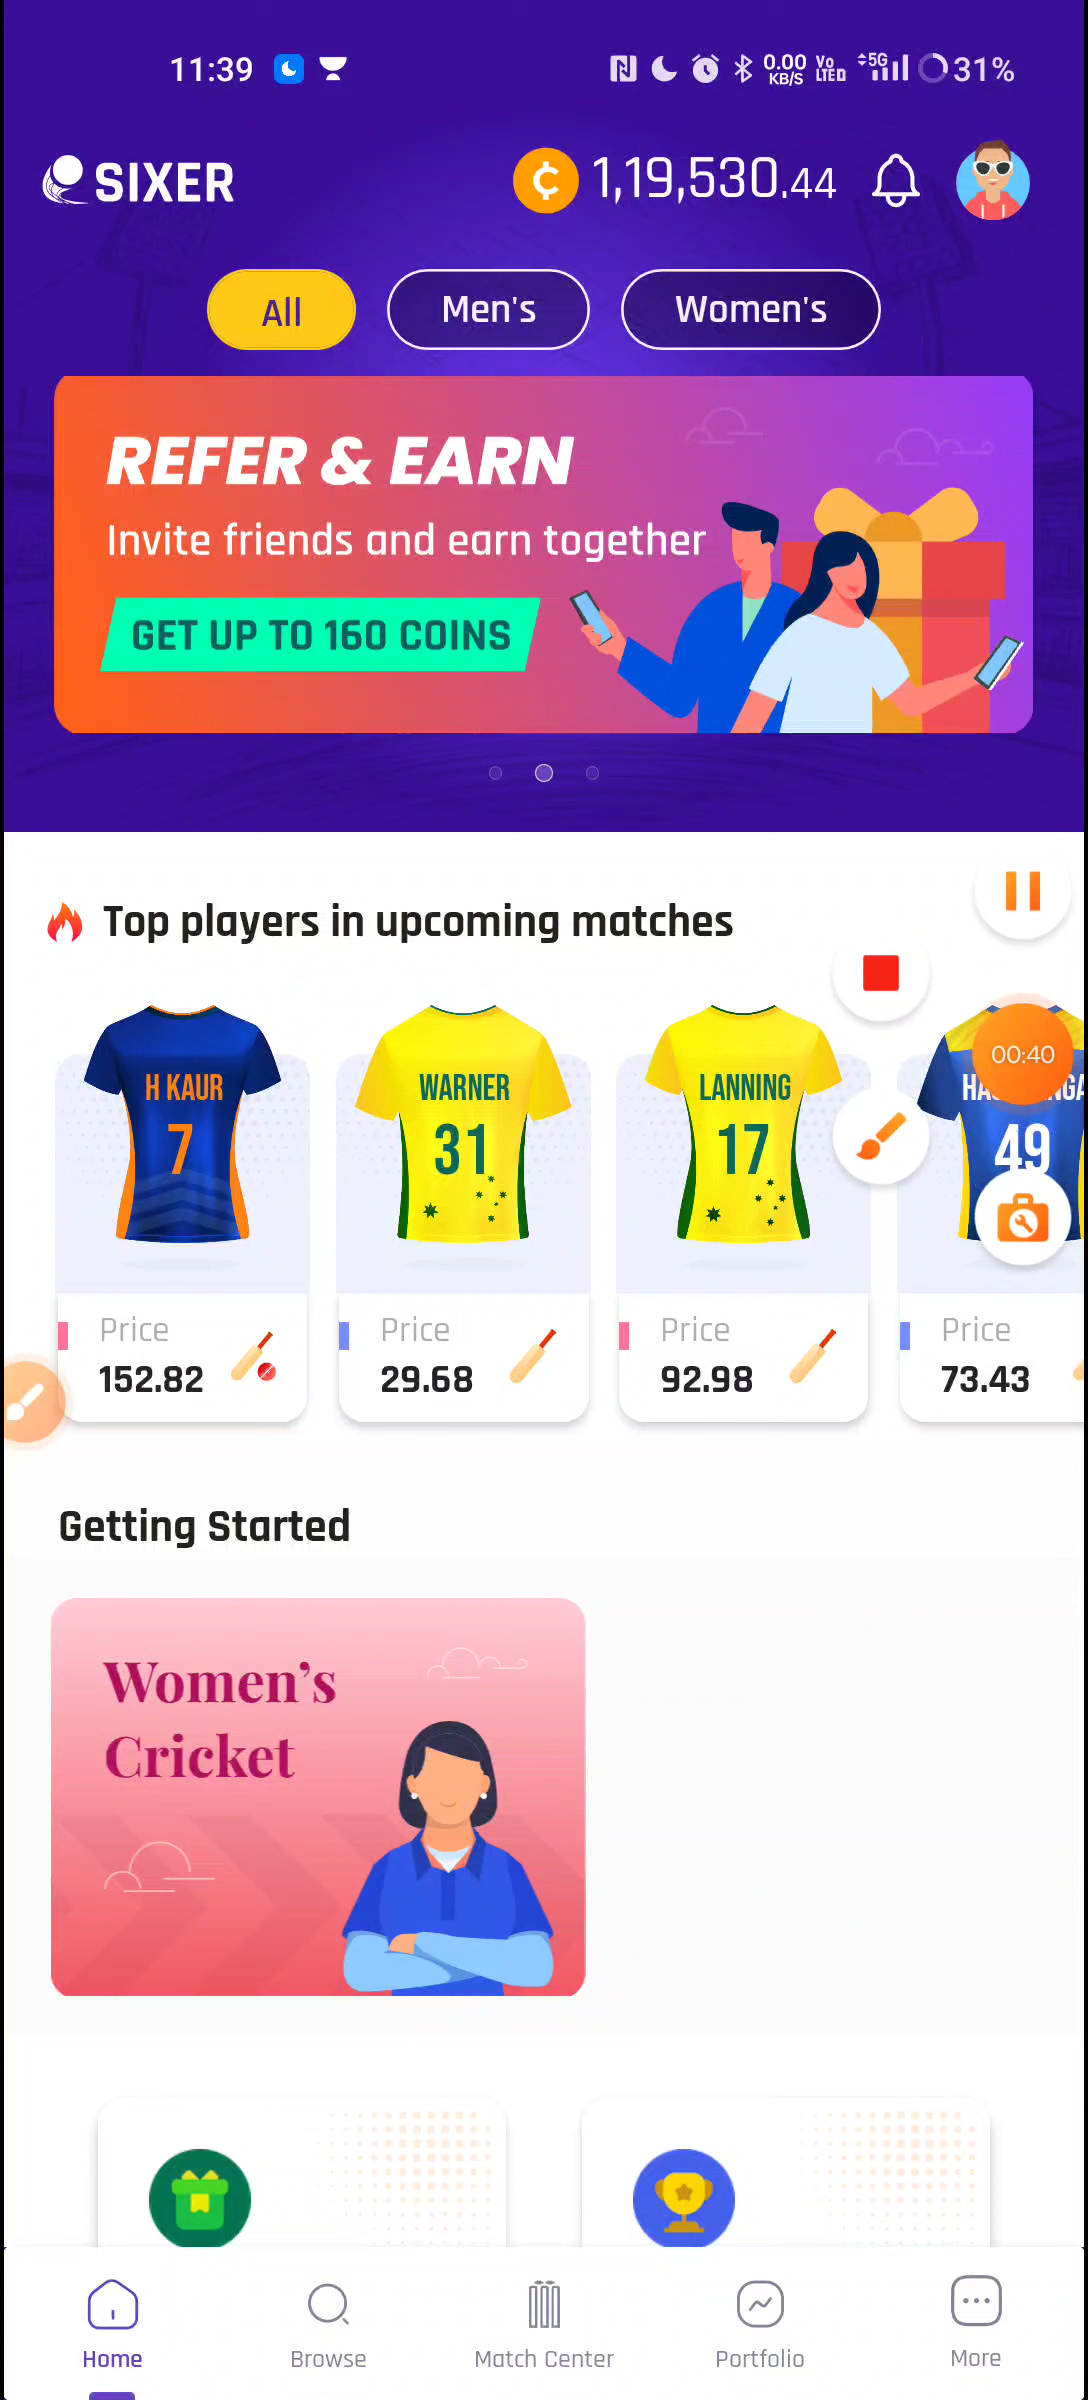 11:39
0.00 KB/S
Vo LTE
5G
31%
SIXER
₵ 1,19,530.44
All
Men's
Women's
REFER & EARN
Invite friends and earn together
GET UP TO 160 COINS
Top players in upcoming matches
00:40
H KAUR
WARNER
LANNING
7
31
17
49
Price
Price
Price
Price
152.82
29.68
92.98
73.43
Getting Started
Women's
Cricket
Home
Browse
Match Center
Portfolio
More